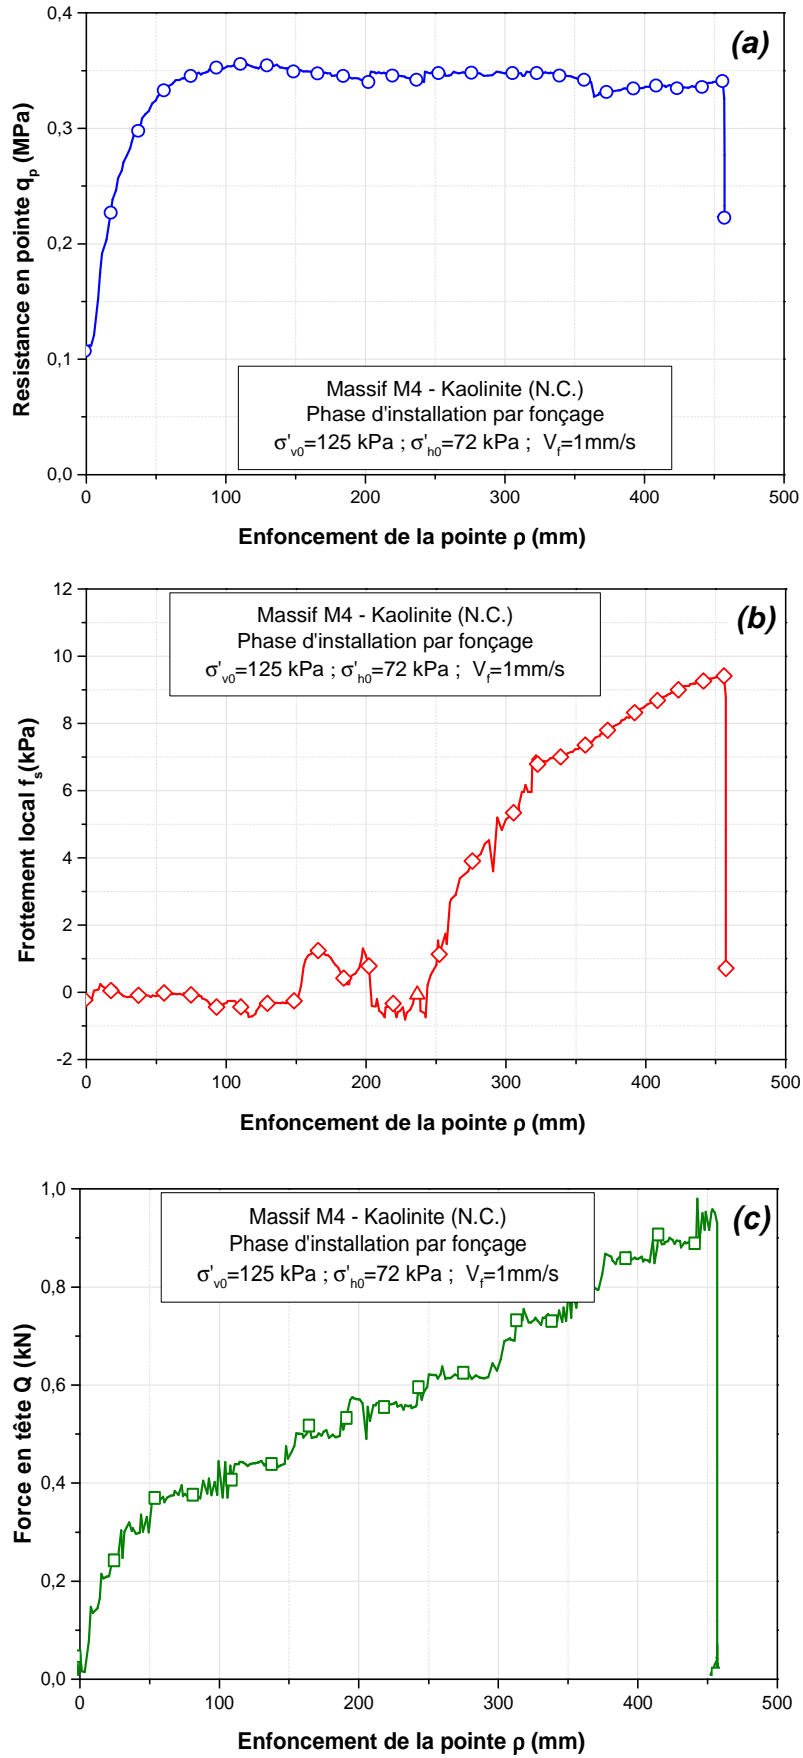 0,4
0,3
0,2
0,1
0,0
Resistance en pointe qp (MPa)
(a)
Massif M4 - Kaolinite (N.C.)
Phase d'installation par fonçage
σ'v0=125 kPa ; σ'h0=72 kPa ; Vf=1mm/s
0 100 200 300 400 500
Enfoncement de la pointe ρ (mm)
12
10
8
6
4
2
0
-2
Frottement local fs(kPa)
(b)
Massif M4 - Kaolinite (N.C.)
Phase d'installation par fonçage
σ'v0=125 kPa ; σ'h0=72 kPa ; Vf=1mm/s
0 100 200 300 400 500
Enfoncement de la pointe ρ (mm)
1,0
0,8
0,6
0,4
0,2
0,0
Force en tête Q (kN)
(c)
Massif M4 - Kaolinite (N.C.)
Phase d'installation par fonçage
σ'v0=125 kPa ; σ'h0=72 kPa ; Vf=1mm/s
0 100 200 300 400 500
Enfoncement de la pointe ρ (mm)